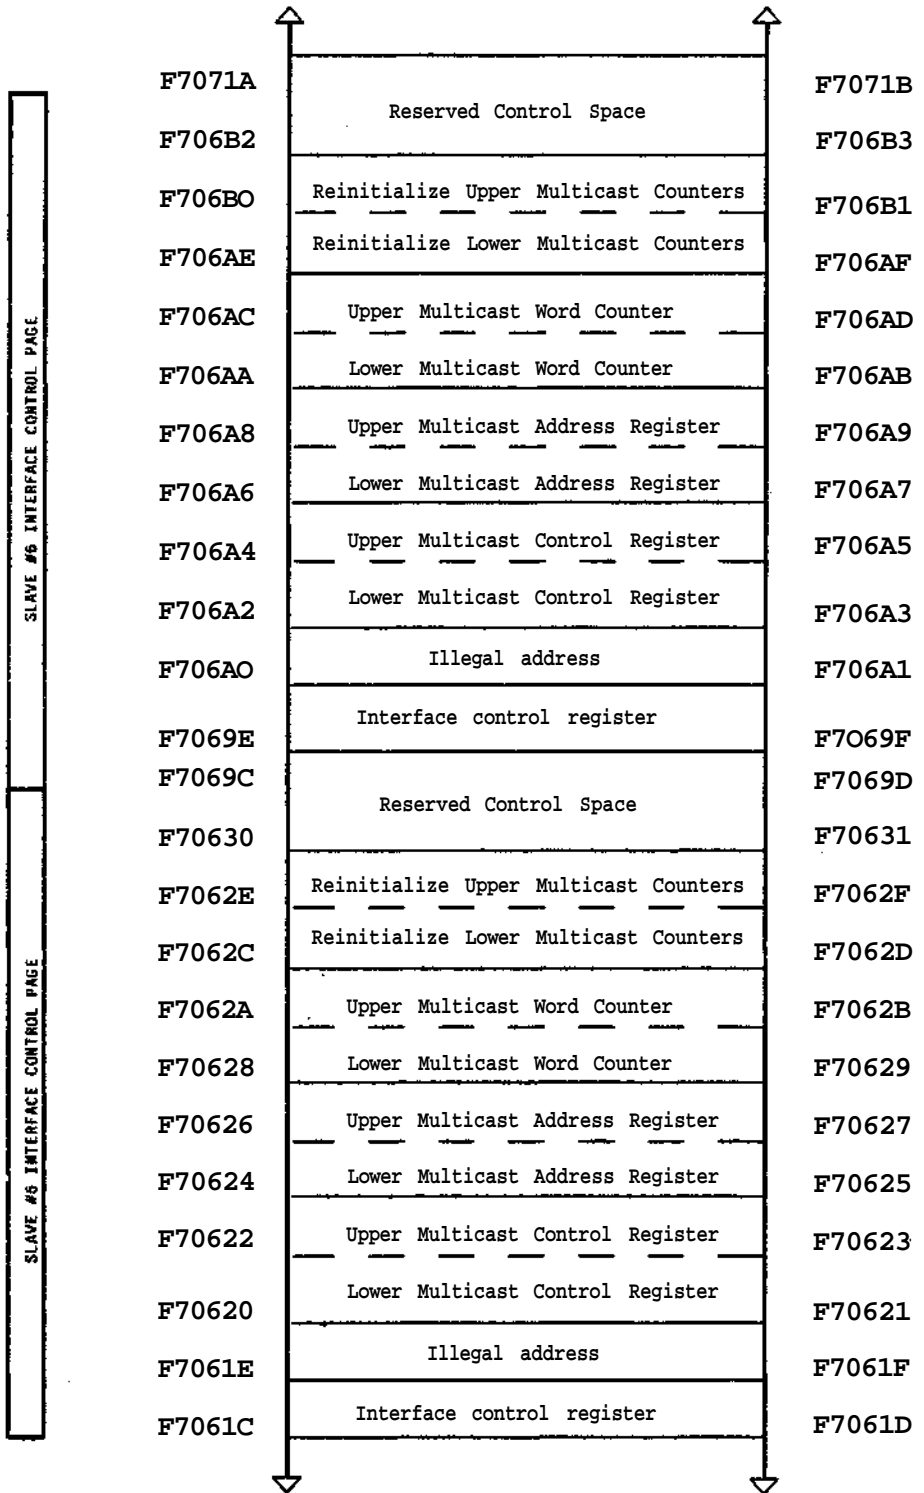 F7071A Reserved Control Space F7071B
F706B2 F706B3
F706BO Reinitialize Upper Multicast Counters F706B1
F706AE Reinitialize Lower Multicast Counters F706AF
F706AC Upper Multicast Word Counter F706AD
F706AA Lower Multicast Word Counter F706AB
F706A8 Upper Multicast Address Register F706A9
F706A6 Lower Multicast Address Register F706A7
F706A4 Upper Multicast Control Register F706A5
F706A2 Lower Multicast Control Register F706A3
F706AO Illegal address F706A1
F7069E Interface control register F7O69F
SLAVE #6 INTERFACE CONTROL PAGE
F7069C Reserved Control Space F7069D
F70630 F70631
F7062E Reinitialize Upper Multicast Counters F7062F
F7062C Reinitialize Lower Multicast Counters F7062D
F7062A Upper Multicast Word Counter F7062B
F70628 Lower Multicast Word Counter F70629
F70626 Upper Multicast Address Register F70627
F70624 Lower Multicast Address Register F70625
F70622 Upper Multicast Control Register F70623
F70620 Lower Multicast Control Register F70621
F7061E Illegal address F7061F
F7061C Interface control register F7061D
SLAVE #5 INTERFACE CONTROL PAGE